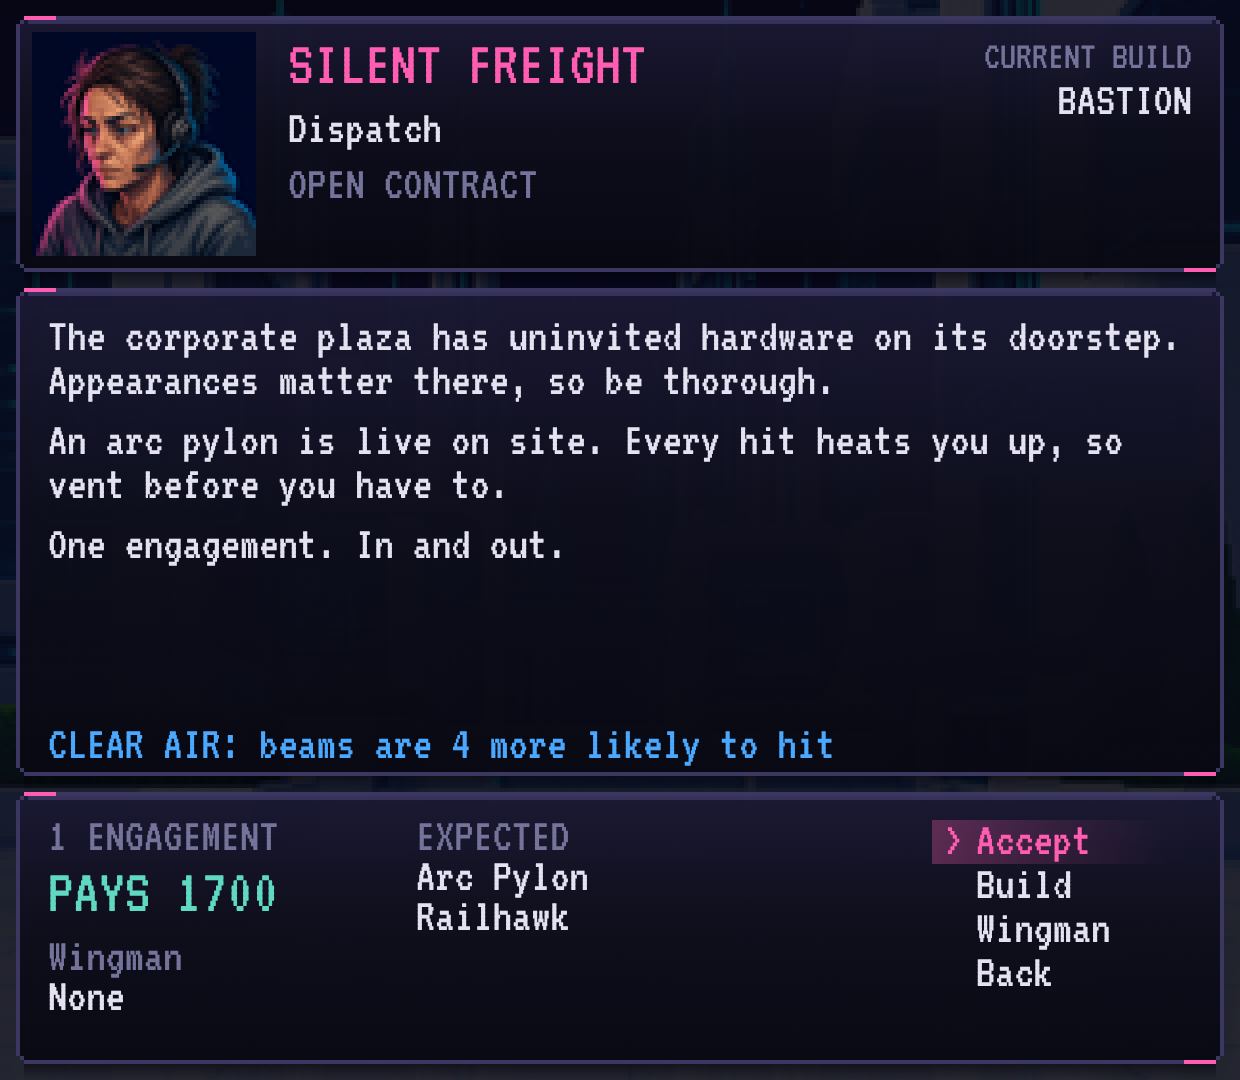 SILENT FREIGHT
Dispatch
OPEN CONTRACT
CURRENT BUILD
BASTION
The corporate plaza has uninvited hardware on its doorstep.
Appearances matter there, so be thorough.
An arc pylon is live on site. Every hit heats you up, so
vent before you have to.
One engagement. In and out.
CLEAR AIR: beams are 4 more likely to hit
1 ENGAGEMENT
PAYS 1700
Wingman
None
EXPECTED
Arc Pylon
Railhawk
> Accept
Build
Wingman
Back